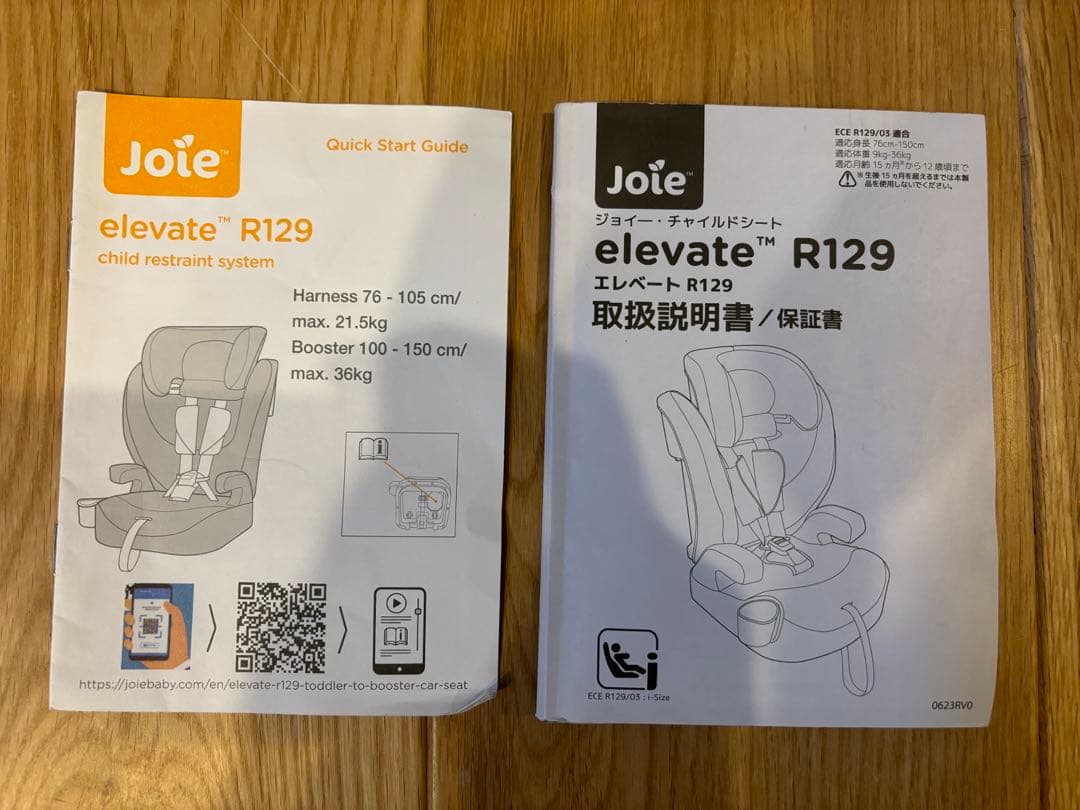 Joie™
Quick Start Guide
elevate™ R129
child restraint system
Harness 76 - 105 cm/
max. 21.5kg
Booster 100 - 150 cm/
max. 36kg
https://joiebaby.com/en/elevate-r129-toddler-to-booster-car-seat
Joie™
ECE R129/03 適合
適応身長 76cm-150cm
適応体重 9kg-36kg
適応月齢 15ヵ月※から12歳頃まで
※生後15ヵ月を超えるまでは本製
品を使用しないでください。
ジョイー・チャイルドシート
elevate™ R129
エレベート R129
取扱説明書/保証書
ECE R129/03 : i-Size
0623RV0